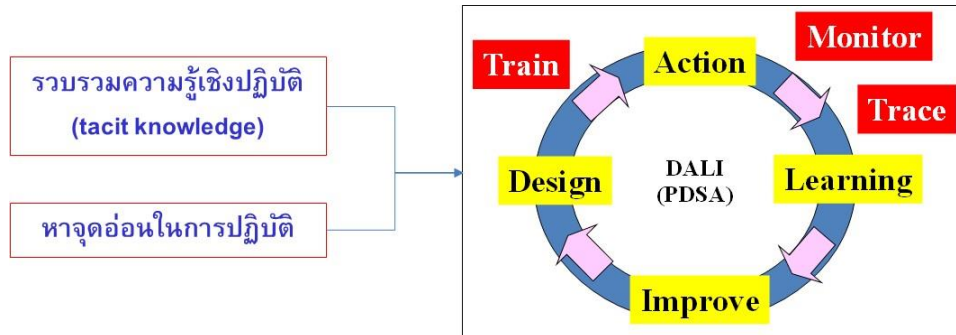 รวบรวมความรู้เชิงปฏิบัติ
(tacit knowledge)
หาจุดอ่อนในการปฏิบัติ
Train
Action
Monitor
Trace
Design
DALI
(PDSA)
Learning
Improve